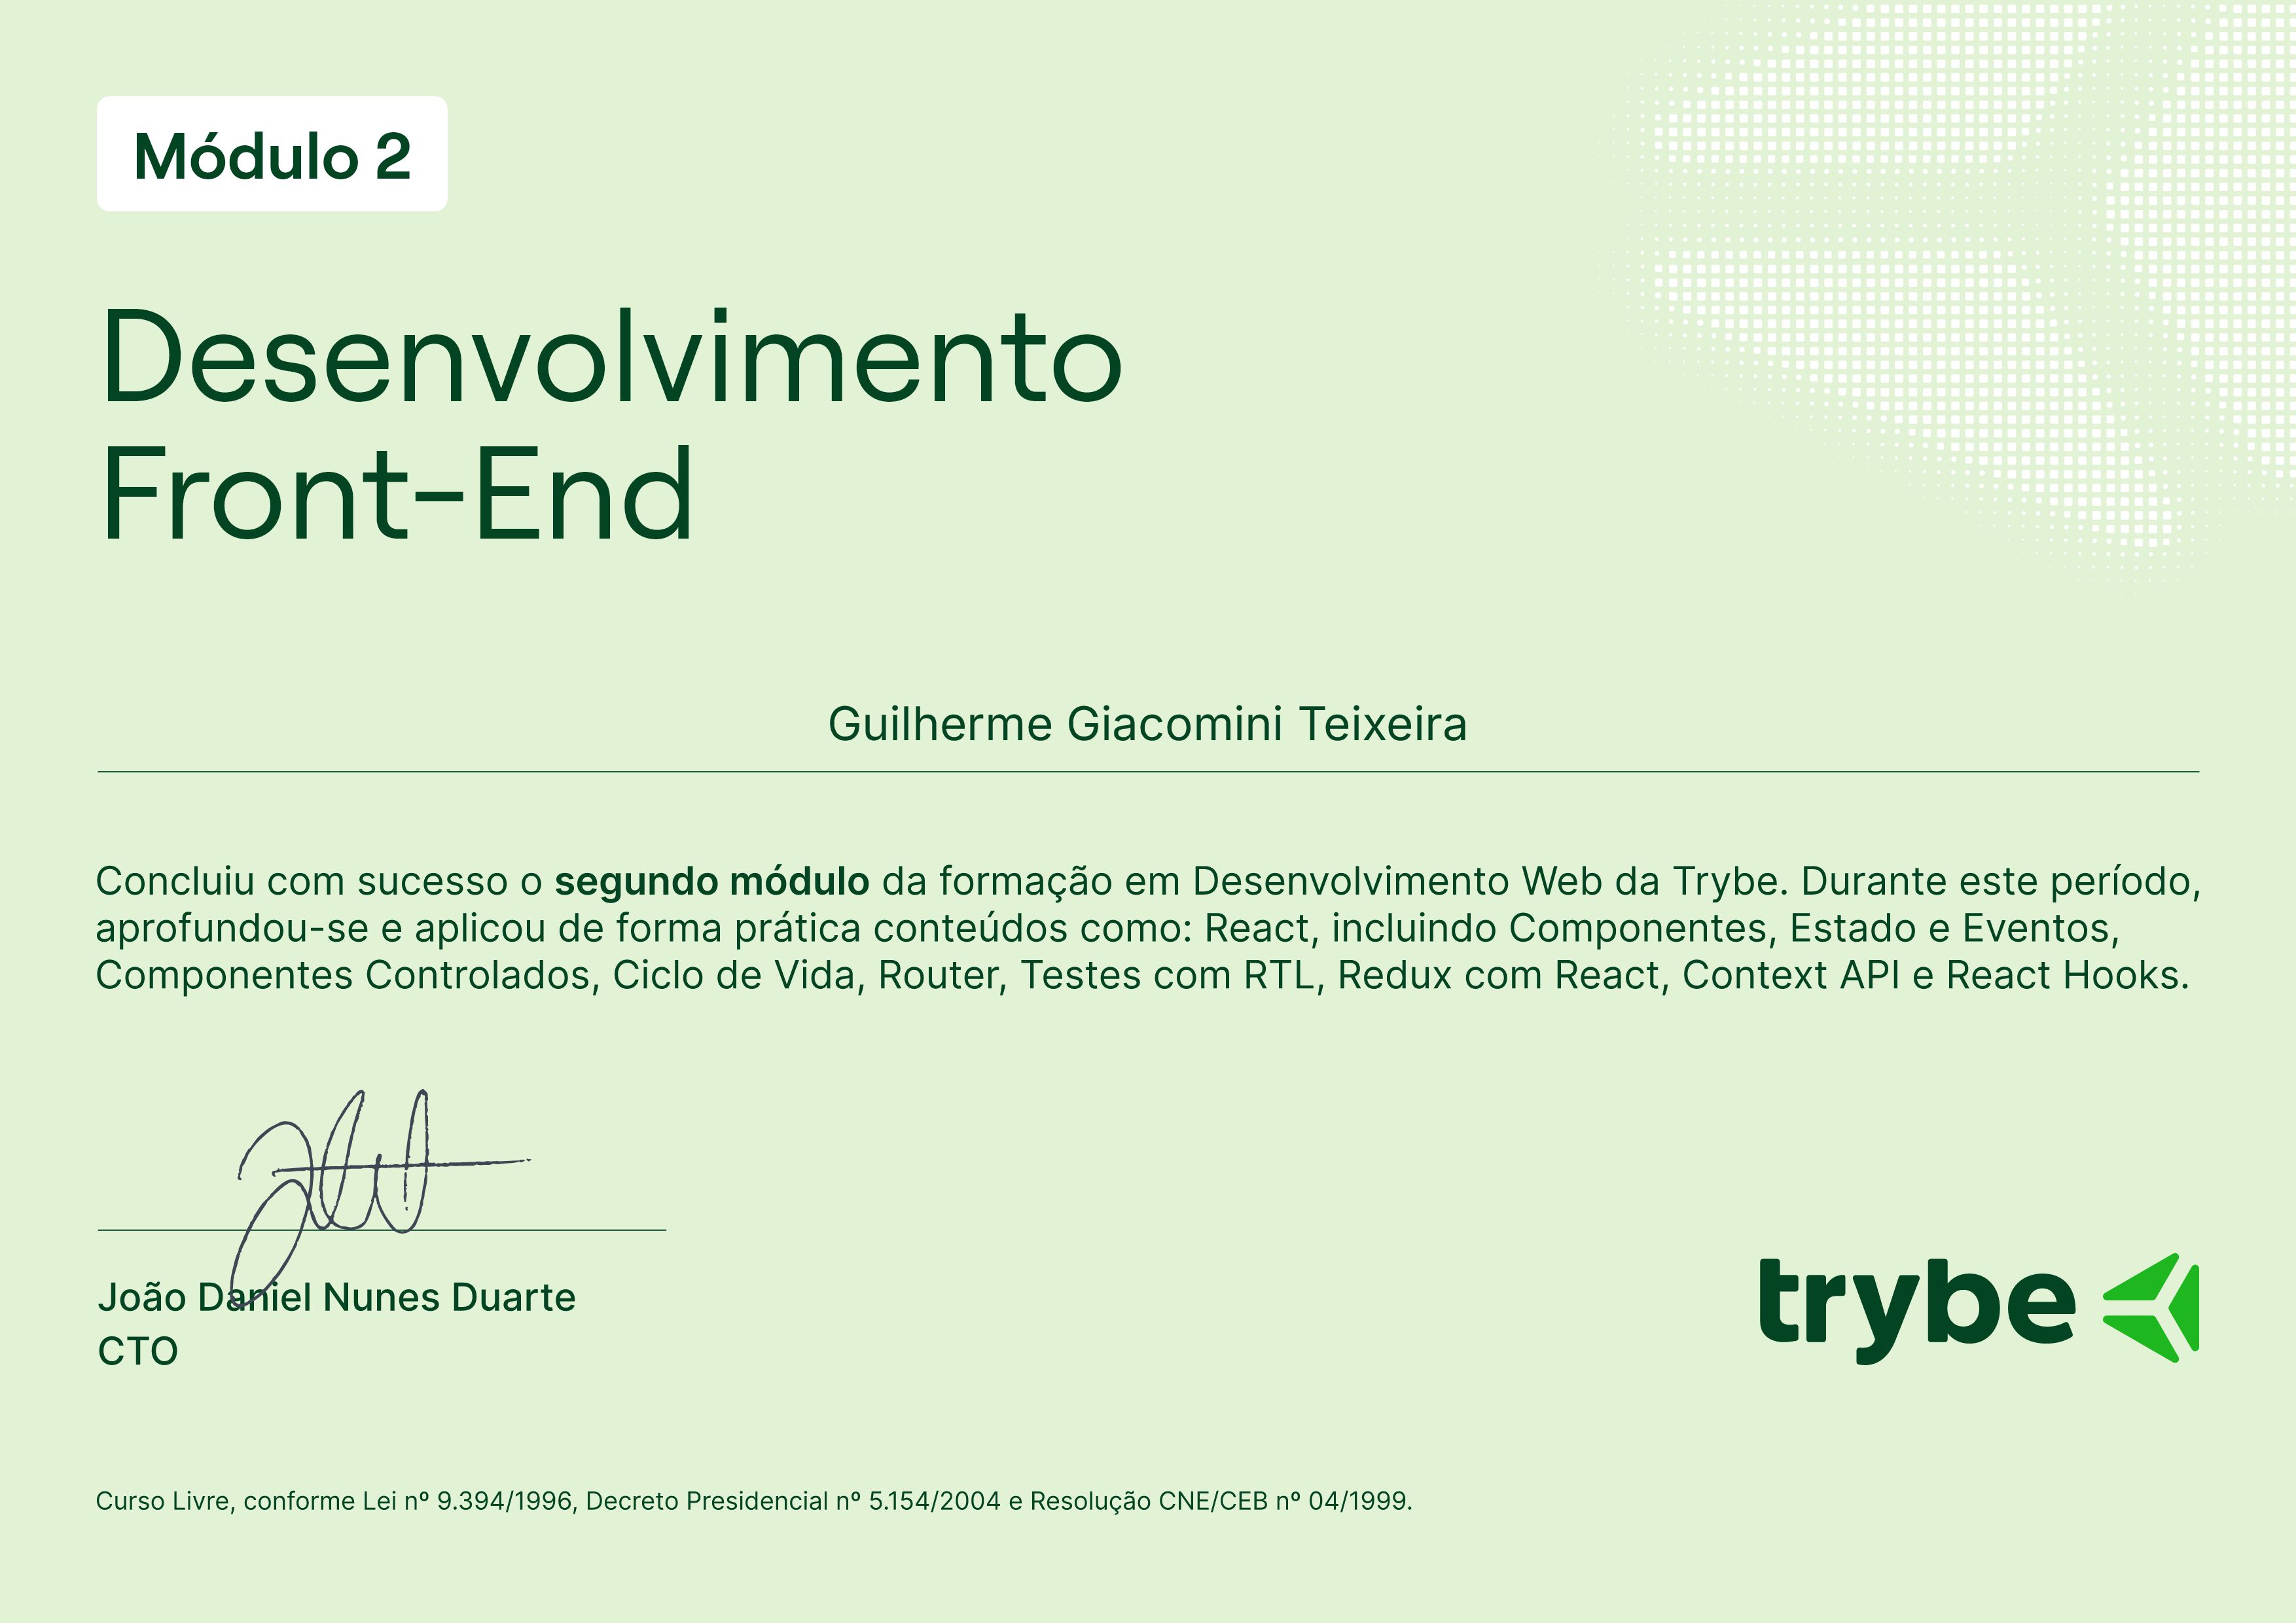 Módulo 2
Desenvolvimento
Front-End
Guilherme Giacomini Teixeira
Concluiu com sucesso o segundo módulo da formação em Desenvolvimento Web da Trybe. Durante este período,
aprofundou-se e aplicou de forma prática conteúdos como: React, incluindo Componentes, Estado e Eventos,
Componentes Controlados, Ciclo de Vida, Router, Testes com RTL, Redux com React, Context API e React Hooks.
João Daniel Nunes Duarte
CTO
trybe
Curso Livre, conforme Lei nº 9.394/1996, Decreto Presidencial nº 5.154/2004 e Resolução CNE/CEB nº 04/1999.